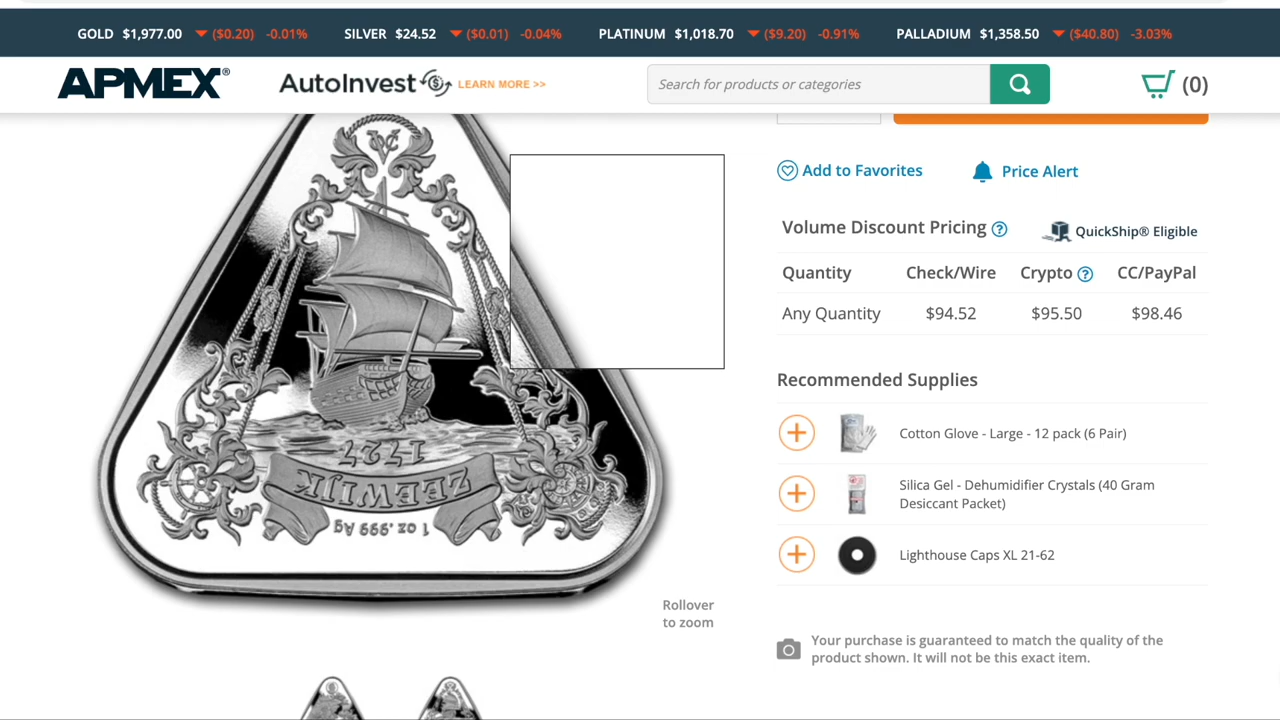 GOLD $1,977.00 ($0.20) -0.01% SILVER $24.52 ($0.01) -0.04% PLATINUM $1,018.70 ($9.20) -0.91% PALLADIUM $1,358.50 ($40.80) -3.03%
APMEX® AutoInvest LEARN MORE >> Search for products or categories (0)
Add to Favorites Price Alert
Volume Discount Pricing ? QuickShip® Eligible
Quantity Check/Wire Crypto ? CC/PayPal
Any Quantity $94.52 $95.50 $98.46
Recommended Supplies
Cotton Glove - Large - 12 pack (6 Pair)
Silica Gel - Dehumidifier Crystals (40 Gram
Desiccant Packet)
Lighthouse Caps XL 21-62
Your purchase is guaranteed to match the quality of the
product shown. It will not be this exact item.
VOC
1727
ZEEWIJK
1 oz .999 Ag
Rollover
to zoom